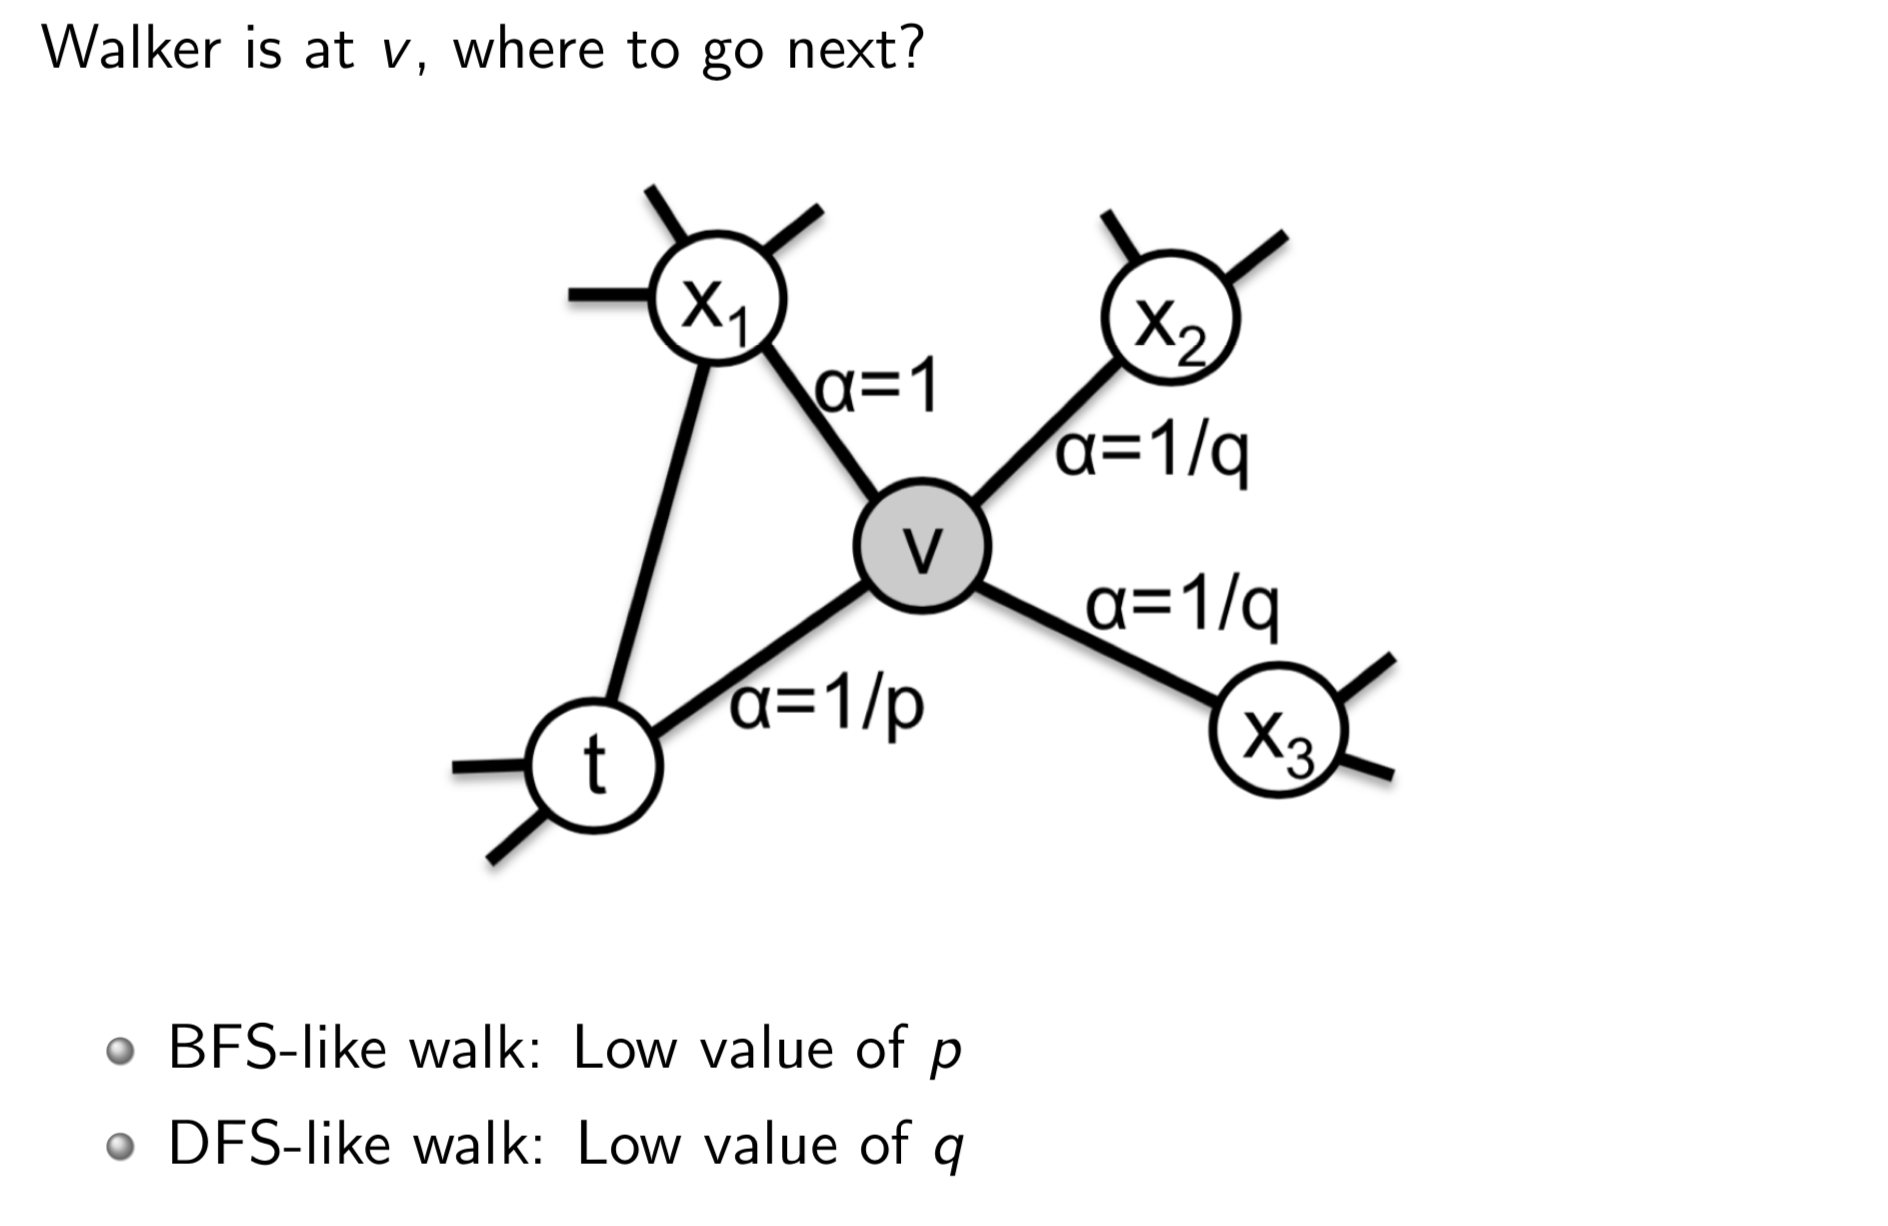 Walker is at v, where to go next?
x₁
x₂
α=1
α=1/q
v
α=1/q
α=1/p
x₃
t
BFS-like walk: Low value of p
DFS-like walk: Low value of q